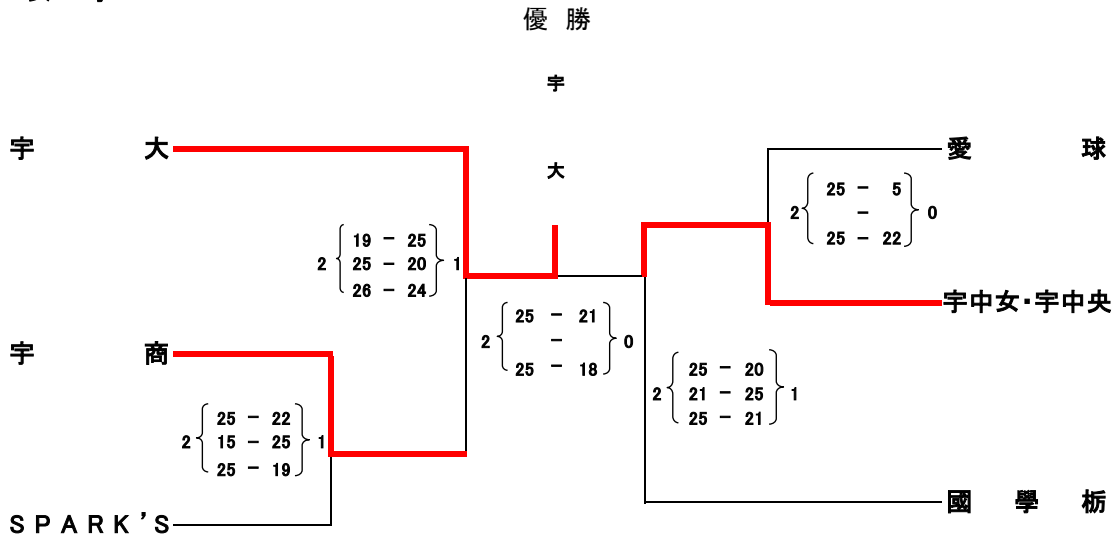 優 勝
宇
大
宇 大
愛 球
2 25 - 5 0
-
25 - 22
2 19 - 25 1
25 - 20
26 - 24
宇中女・宇中央
2 25 - 21 0
-
25 - 18
宇 商
2 25 - 20 1
21 - 25
25 - 21
2 25 - 22 1
15 - 25
25 - 19
國 學 栃
SPARK'S